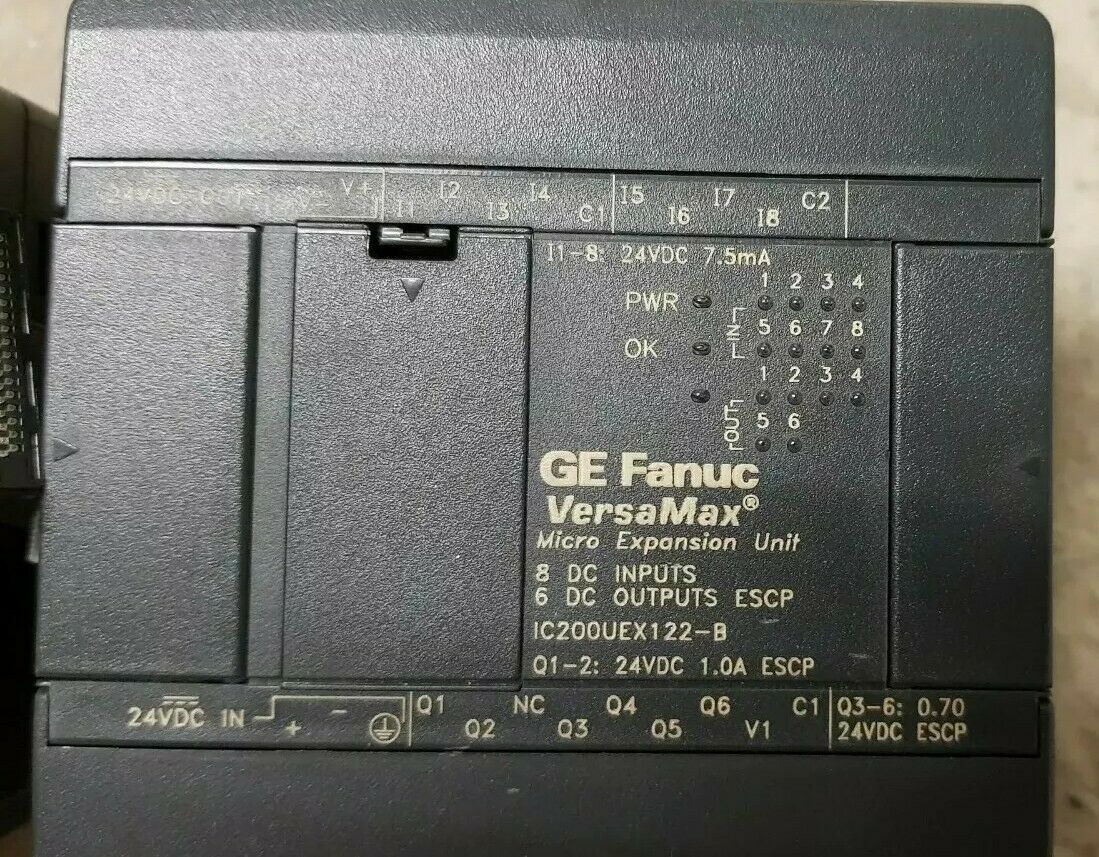 24VDC OUT V+ I1 I2 I3 I4 C1 I5 I6 I7 I8 C2
I1-8: 24VDC 7.5mA
1 2 3 4
PWR
IN
5 6 7 8
OK
1 2 3 4
OUT
5 6
GE Fanuc
VersaMax®
Micro Expansion Unit
8 DC INPUTS
6 DC OUTPUTS ESCP
IC200UEX122-B
Q1-2: 24VDC 1.0A ESCP
24VDC IN + - Q1 Q2 NC Q3 Q4 Q5 Q6 V1 C1
Q3-6: 0.70
24VDC ESCP